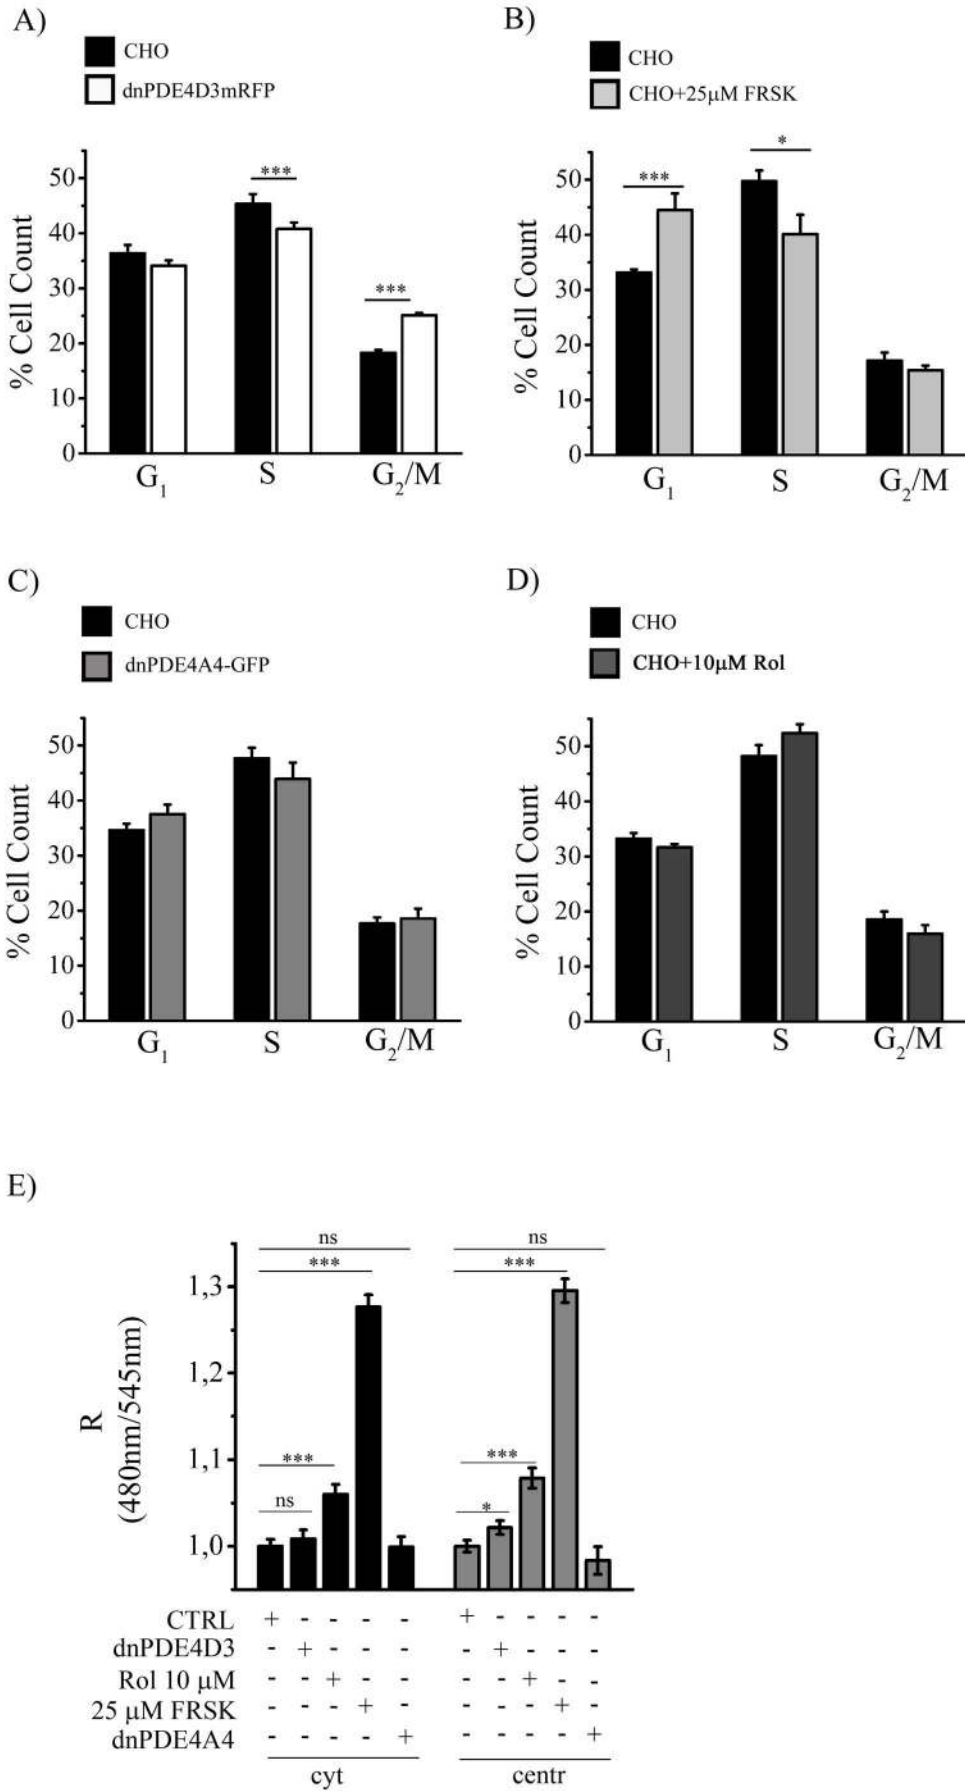 A)
CHO
dnPDE4D3mRFP
***
***
50
40
30
20
10
0
% Cell Count
G1 S G2/M
B)
CHO
CHO+25μM FRSK
***
*
50
40
30
20
10
0
% Cell Count
G1 S G2/M
C)
CHO
dnPDE4A4-GFP
50
40
30
20
10
0
% Cell Count
G1 S G2/M
D)
CHO
CHO+10μM Rol
50
40
30
20
10
0
% Cell Count
G1 S G2/M
E)
ns ns
*** ***
*** ***
ns *
1,3
1,2
1,1
1,0
R
(480nm/545nm)
CTRL + - - - - + - - - -
dnPDE4D3 - + - - - - + - - -
Rol 10 μM - - + - - - - + - -
25 μM FRSK - - - + - - - - + -
dnPDE4A4 - - - - + - - - - +
cyt centr